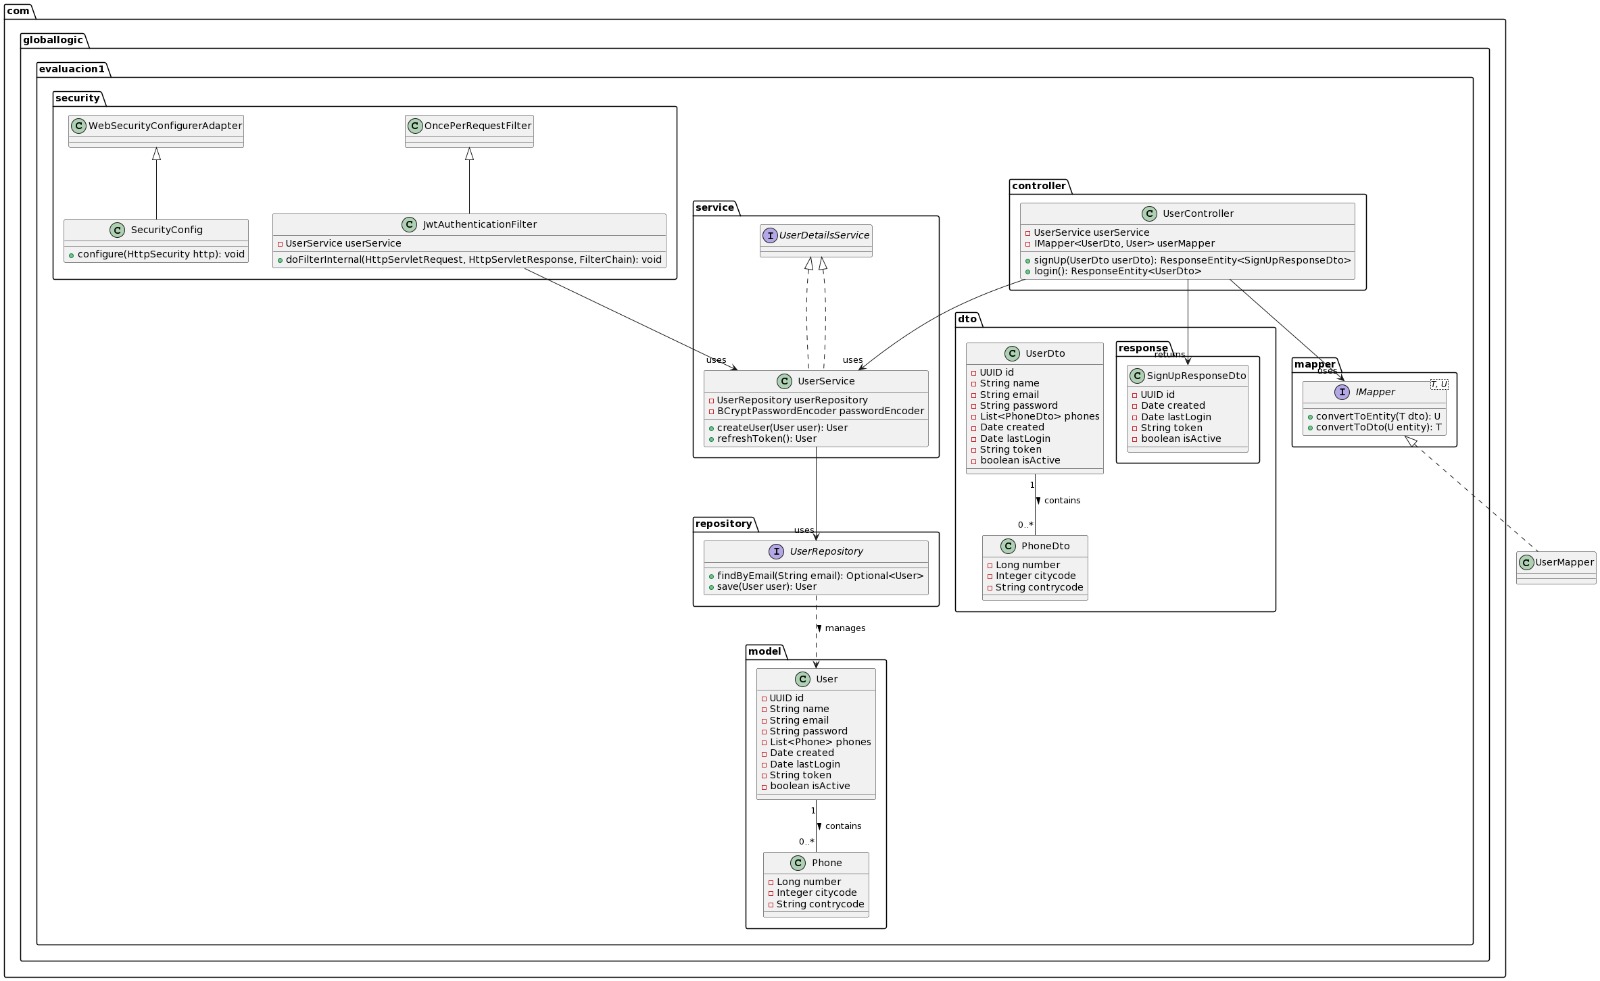 com
globallogic
evaluacion1
security
C WebSecurityConfigurerAdapter
C OncePerRequestFilter
C SecurityConfig
configure(HttpSecurity http): void
C JwtAuthenticationFilter
UserService userService
doFilterInternal(HttpServletRequest, HttpServletResponse, FilterChain): void
service
I UserDetailsService
uses
uses
C UserService
UserRepository userRepository
BCryptPasswordEncoder passwordEncoder
createUser(User user): User
refreshToken(): User
controller
C UserController
UserService userService
IMapper<UserDto, User> userMapper
signUp(UserDto userDto): ResponseEntity<SignUpResponseDto>
login(): ResponseEntity<UserDto>
dto
C UserDto
UUID id
String name
String email
String password
List<PhoneDto> phones
Date created
Date lastLogin
String token
boolean isActive
1
contains
0..*
C PhoneDto
Long number
Integer citycode
String contrycode
response
returns
C SignUpResponseDto
UUID id
Date created
Date lastLogin
String token
boolean isActive
mapper
uses
I IMapper
T, U
convertToEntity(T dto): U
convertToDto(U entity): T
C UserMapper
repository
uses
I UserRepository
findByEmail(String email): Optional<User>
save(User user): User
manages
model
C User
UUID id
String name
String email
String password
List<Phone> phones
Date created
Date lastLogin
String token
boolean isActive
1
contains
0..*
C Phone
Long number
Integer citycode
String contrycode